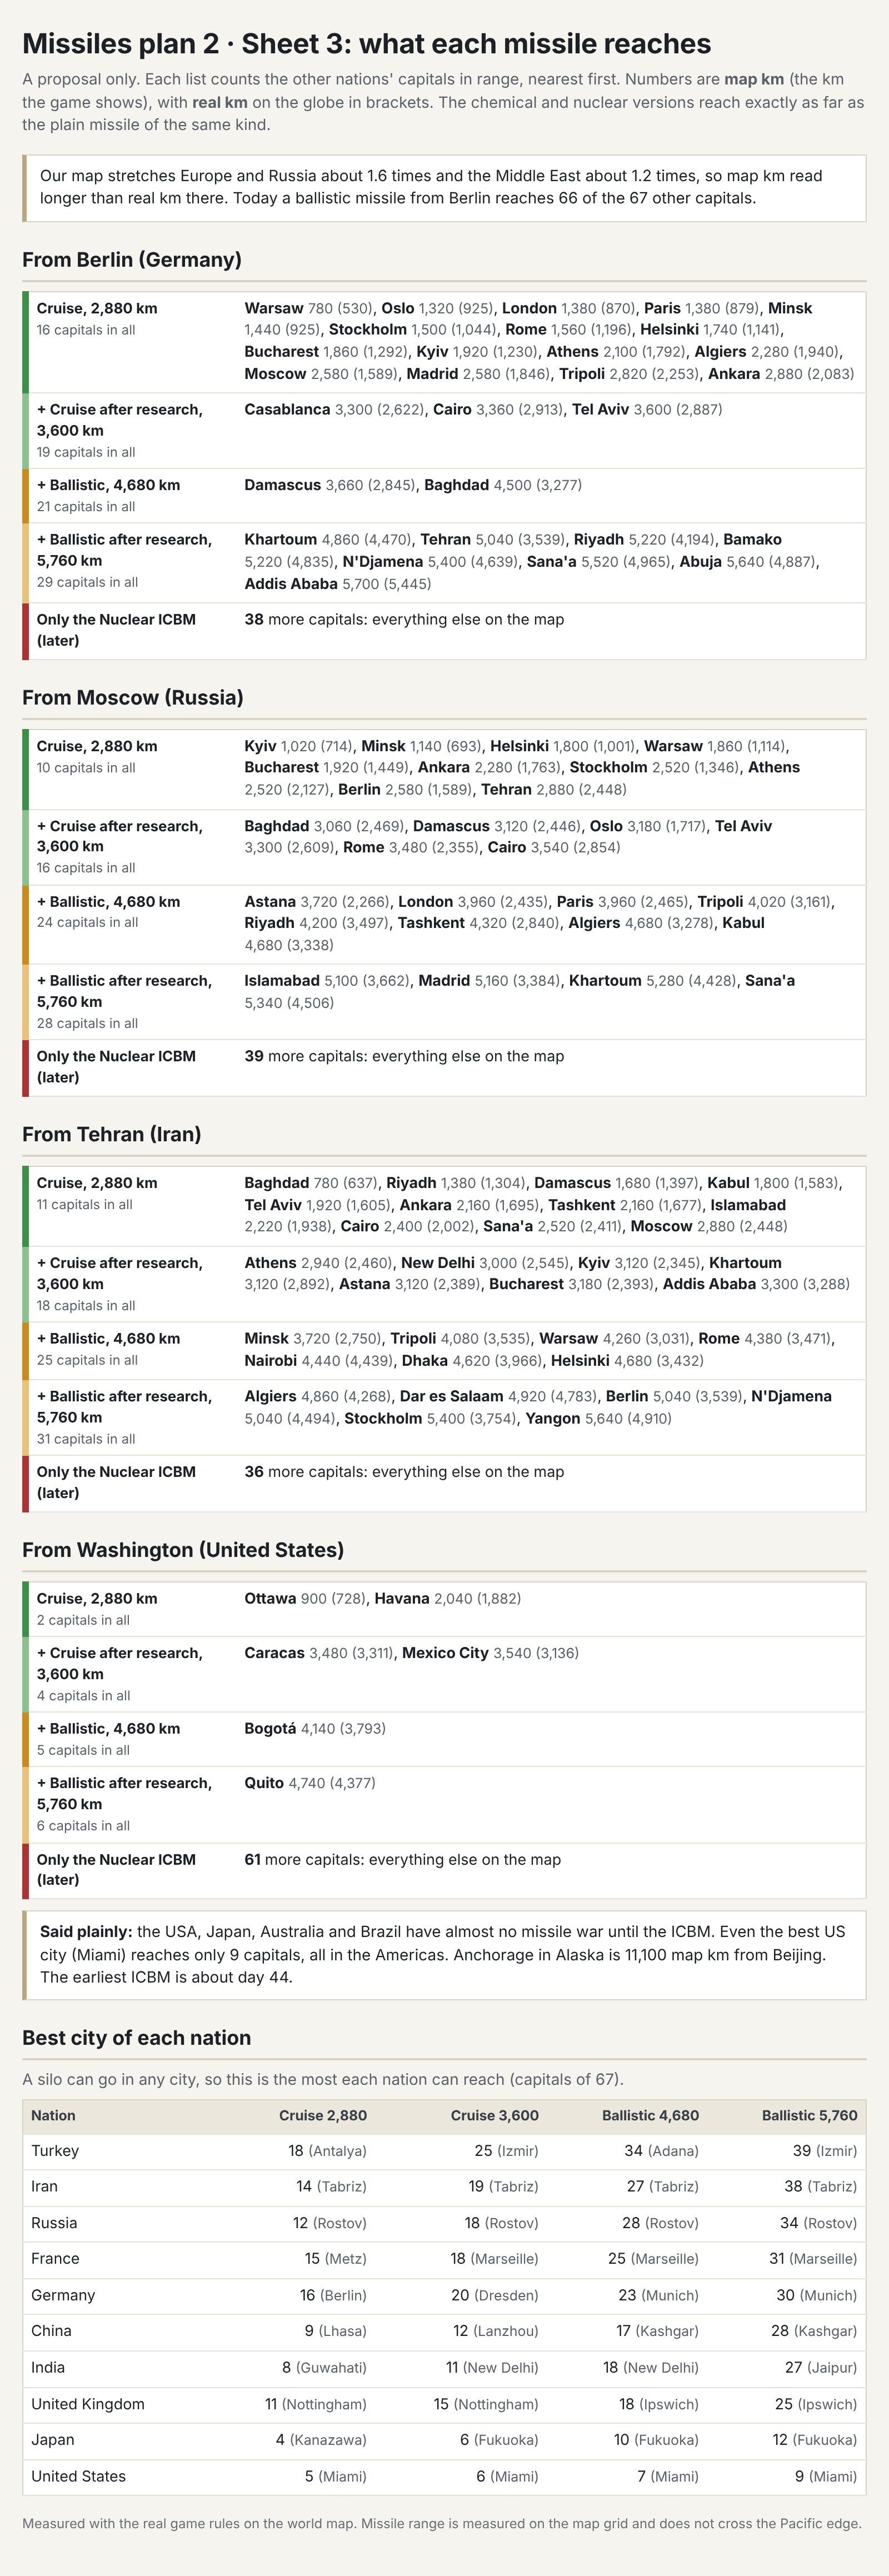 Missiles plan 2 · Sheet 3: what each missile reaches
A proposal only. Each list counts the other nations' capitals in range, nearest first. Numbers are map km (the km
the game shows), with real km on the globe in brackets. The chemical and nuclear versions reach exactly as far as
the plain missile of the same kind.
Our map stretches Europe and Russia about 1.6 times and the Middle East about 1.2 times, so map km read
longer than real km there. Today a ballistic missile from Berlin reaches 66 of the 67 other capitals.
From Berlin (Germany)
Cruise, 2,880 km
16 capitals in all
Warsaw 780 (530), Oslo 1,320 (925), London 1,380 (870), Paris 1,380 (879), Minsk
1,440 (925), Stockholm 1,500 (1,044), Rome 1,560 (1,196), Helsinki 1,740 (1,141),
Bucharest 1,860 (1,292), Kyiv 1,920 (1,230), Athens 2,100 (1,792), Algiers 2,280 (1,940),
Moscow 2,580 (1,589), Madrid 2,580 (1,846), Tripoli 2,820 (2,253), Ankara 2,880 (2,083)
+ Cruise after research,
3,600 km
19 capitals in all
Casablanca 3,300 (2,622), Cairo 3,360 (2,913), Tel Aviv 3,600 (2,887)
+ Ballistic, 4,680 km
21 capitals in all
Damascus 3,660 (2,845), Baghdad 4,500 (3,277)
+ Ballistic after research,
5,760 km
29 capitals in all
Khartoum 4,860 (4,470), Tehran 5,040 (3,539), Riyadh 5,220 (4,194), Bamako
5,220 (4,835), N'Djamena 5,400 (4,639), Sana'a 5,520 (4,965), Abuja 5,640 (4,887),
Addis Ababa 5,700 (5,445)
Only the Nuclear ICBM
(later)
38 more capitals: everything else on the map
From Moscow (Russia)
Cruise, 2,880 km
10 capitals in all
Kyiv 1,020 (714), Minsk 1,140 (693), Helsinki 1,800 (1,001), Warsaw 1,860 (1,114),
Bucharest 1,920 (1,449), Ankara 2,280 (1,763), Stockholm 2,520 (1,346), Athens
2,520 (2,127), Berlin 2,580 (1,589), Tehran 2,880 (2,448)
+ Cruise after research,
3,600 km
16 capitals in all
Baghdad 3,060 (2,469), Damascus 3,120 (2,446), Oslo 3,180 (1,717), Tel Aviv
3,300 (2,609), Rome 3,480 (2,355), Cairo 3,540 (2,854)
+ Ballistic, 4,680 km
24 capitals in all
Astana 3,720 (2,266), London 3,960 (2,435), Paris 3,960 (2,465), Tripoli 4,020 (3,161),
Riyadh 4,200 (3,497), Tashkent 4,320 (2,840), Algiers 4,680 (3,278), Kabul
4,680 (3,338)
+ Ballistic after research,
5,760 km
28 capitals in all
Islamabad 5,100 (3,662), Madrid 5,160 (3,384), Khartoum 5,280 (4,428), Sana'a
5,340 (4,506)
Only the Nuclear ICBM
(later)
39 more capitals: everything else on the map
From Tehran (Iran)
Cruise, 2,880 km
11 capitals in all
Baghdad 780 (637), Riyadh 1,380 (1,304), Damascus 1,680 (1,397), Kabul 1,800 (1,583),
Tel Aviv 1,920 (1,605), Ankara 2,160 (1,695), Tashkent 2,160 (1,677), Islamabad
2,220 (1,938), Cairo 2,400 (2,002), Sana'a 2,520 (2,411), Moscow 2,880 (2,448)
+ Cruise after research,
3,600 km
18 capitals in all
Athens 2,940 (2,460), New Delhi 3,000 (2,545), Kyiv 3,120 (2,345), Khartoum
3,120 (2,892), Astana 3,120 (2,389), Bucharest 3,180 (2,393), Addis Ababa 3,300 (3,288)
+ Ballistic, 4,680 km
25 capitals in all
Minsk 3,720 (2,750), Tripoli 4,080 (3,535), Warsaw 4,260 (3,031), Rome 4,380 (3,471),
Nairobi 4,440 (4,439), Dhaka 4,620 (3,966), Helsinki 4,680 (3,432)
+ Ballistic after research,
5,760 km
31 capitals in all
Algiers 4,860 (4,268), Dar es Salaam 4,920 (4,783), Berlin 5,040 (3,539), N'Djamena
5,040 (4,494), Stockholm 5,400 (3,754), Yangon 5,640 (4,910)
Only the Nuclear ICBM
(later)
36 more capitals: everything else on the map
From Washington (United States)
Cruise, 2,880 km
2 capitals in all
Ottawa 900 (728), Havana 2,040 (1,882)
+ Cruise after research,
3,600 km
4 capitals in all
Caracas 3,480 (3,311), Mexico City 3,540 (3,136)
+ Ballistic, 4,680 km
5 capitals in all
Bogotá 4,140 (3,793)
+ Ballistic after research,
5,760 km
6 capitals in all
Quito 4,740 (4,377)
Only the Nuclear ICBM
(later)
61 more capitals: everything else on the map
Said plainly: the USA, Japan, Australia and Brazil have almost no missile war until the ICBM. Even the best US
city (Miami) reaches only 9 capitals, all in the Americas. Anchorage in Alaska is 11,100 map km from Beijing.
The earliest ICBM is about day 44.
Best city of each nation
A silo can go in any city, so this is the most each nation can reach (capitals of 67).
Nation Cruise 2,880 Cruise 3,600 Ballistic 4,680 Ballistic 5,760
Turkey 18 (Antalya) 25 (Izmir) 34 (Adana) 39 (Izmir)
Iran 14 (Tabriz) 19 (Tabriz) 27 (Tabriz) 38 (Tabriz)
Russia 12 (Rostov) 18 (Rostov) 28 (Rostov) 34 (Rostov)
France 15 (Metz) 18 (Marseille) 25 (Marseille) 31 (Marseille)
Germany 16 (Berlin) 20 (Dresden) 23 (Munich) 30 (Munich)
China 9 (Lhasa) 12 (Lanzhou) 17 (Kashgar) 28 (Kashgar)
India 8 (Guwahati) 11 (New Delhi) 18 (New Delhi) 27 (Jaipur)
United Kingdom 11 (Nottingham) 15 (Nottingham) 18 (Ipswich) 25 (Ipswich)
Japan 4 (Kanazawa) 6 (Fukuoka) 10 (Fukuoka) 12 (Fukuoka)
United States 5 (Miami) 6 (Miami) 7 (Miami) 9 (Miami)
Measured with the real game rules on the world map. Missile range is measured on the map grid and does not cross the Pacific edge.